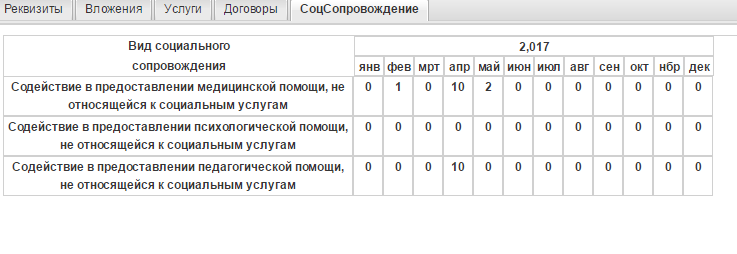 Реквизиты Вложения Услуги Договоры СоцСопровождение
Вид социального
сопровождения
2,017
янв фев мрт апр май июн июл авг сен окт нбр дек
Содействие в предоставлении медицинской помощи, не
относящейся к социальным услугам
0 1 0 10 2 0 0 0 0 0 0 0
Содействие в предоставлении психологической помощи,
не относящейся к социальным услугам
0 0 0 0 0 0 0 0 0 0 0 0
Содействие в предоставлении педагогической помощи,
не относящейся к социальным услугам
0 0 0 10 0 0 0 0 0 0 0 0